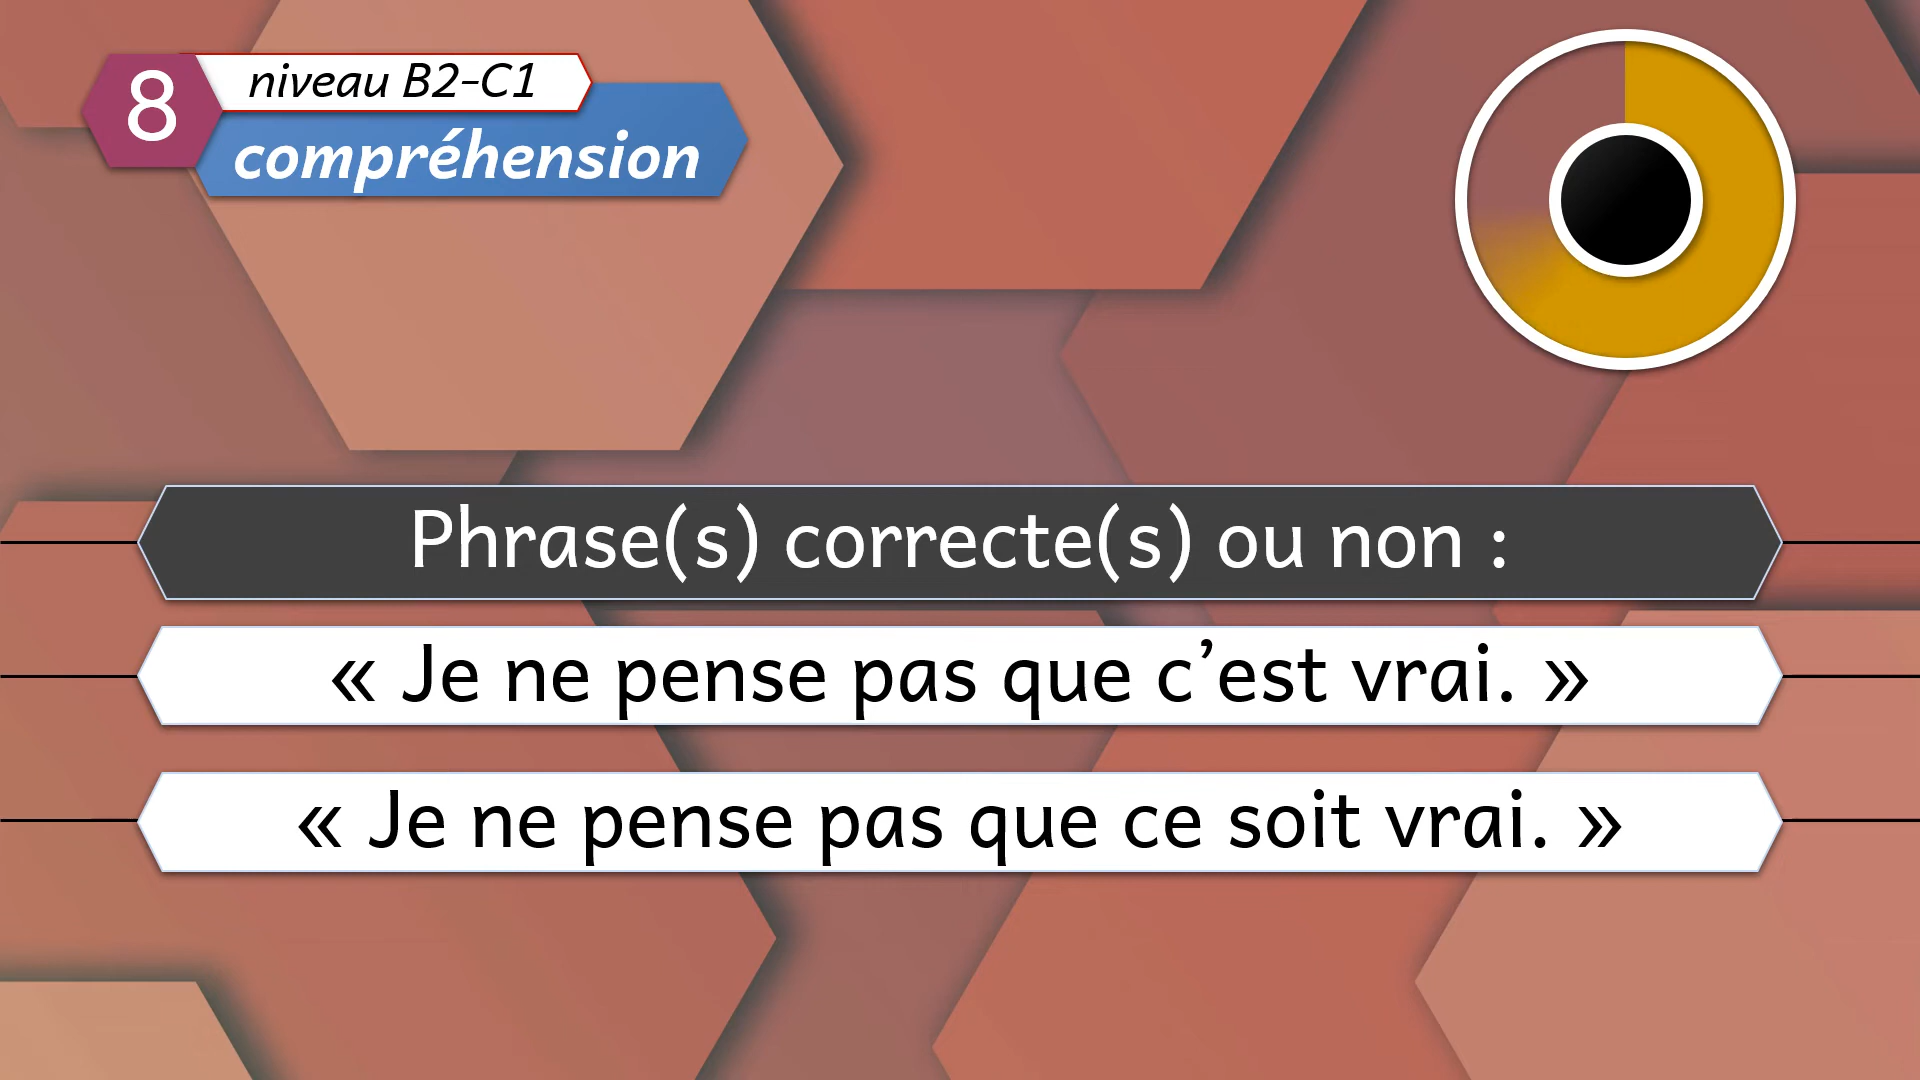 8
niveau B2-C1
compréhension
Phrase(s) correcte(s) ou non :
« Je ne pense pas que c’est vrai. »
« Je ne pense pas que ce soit vrai. »